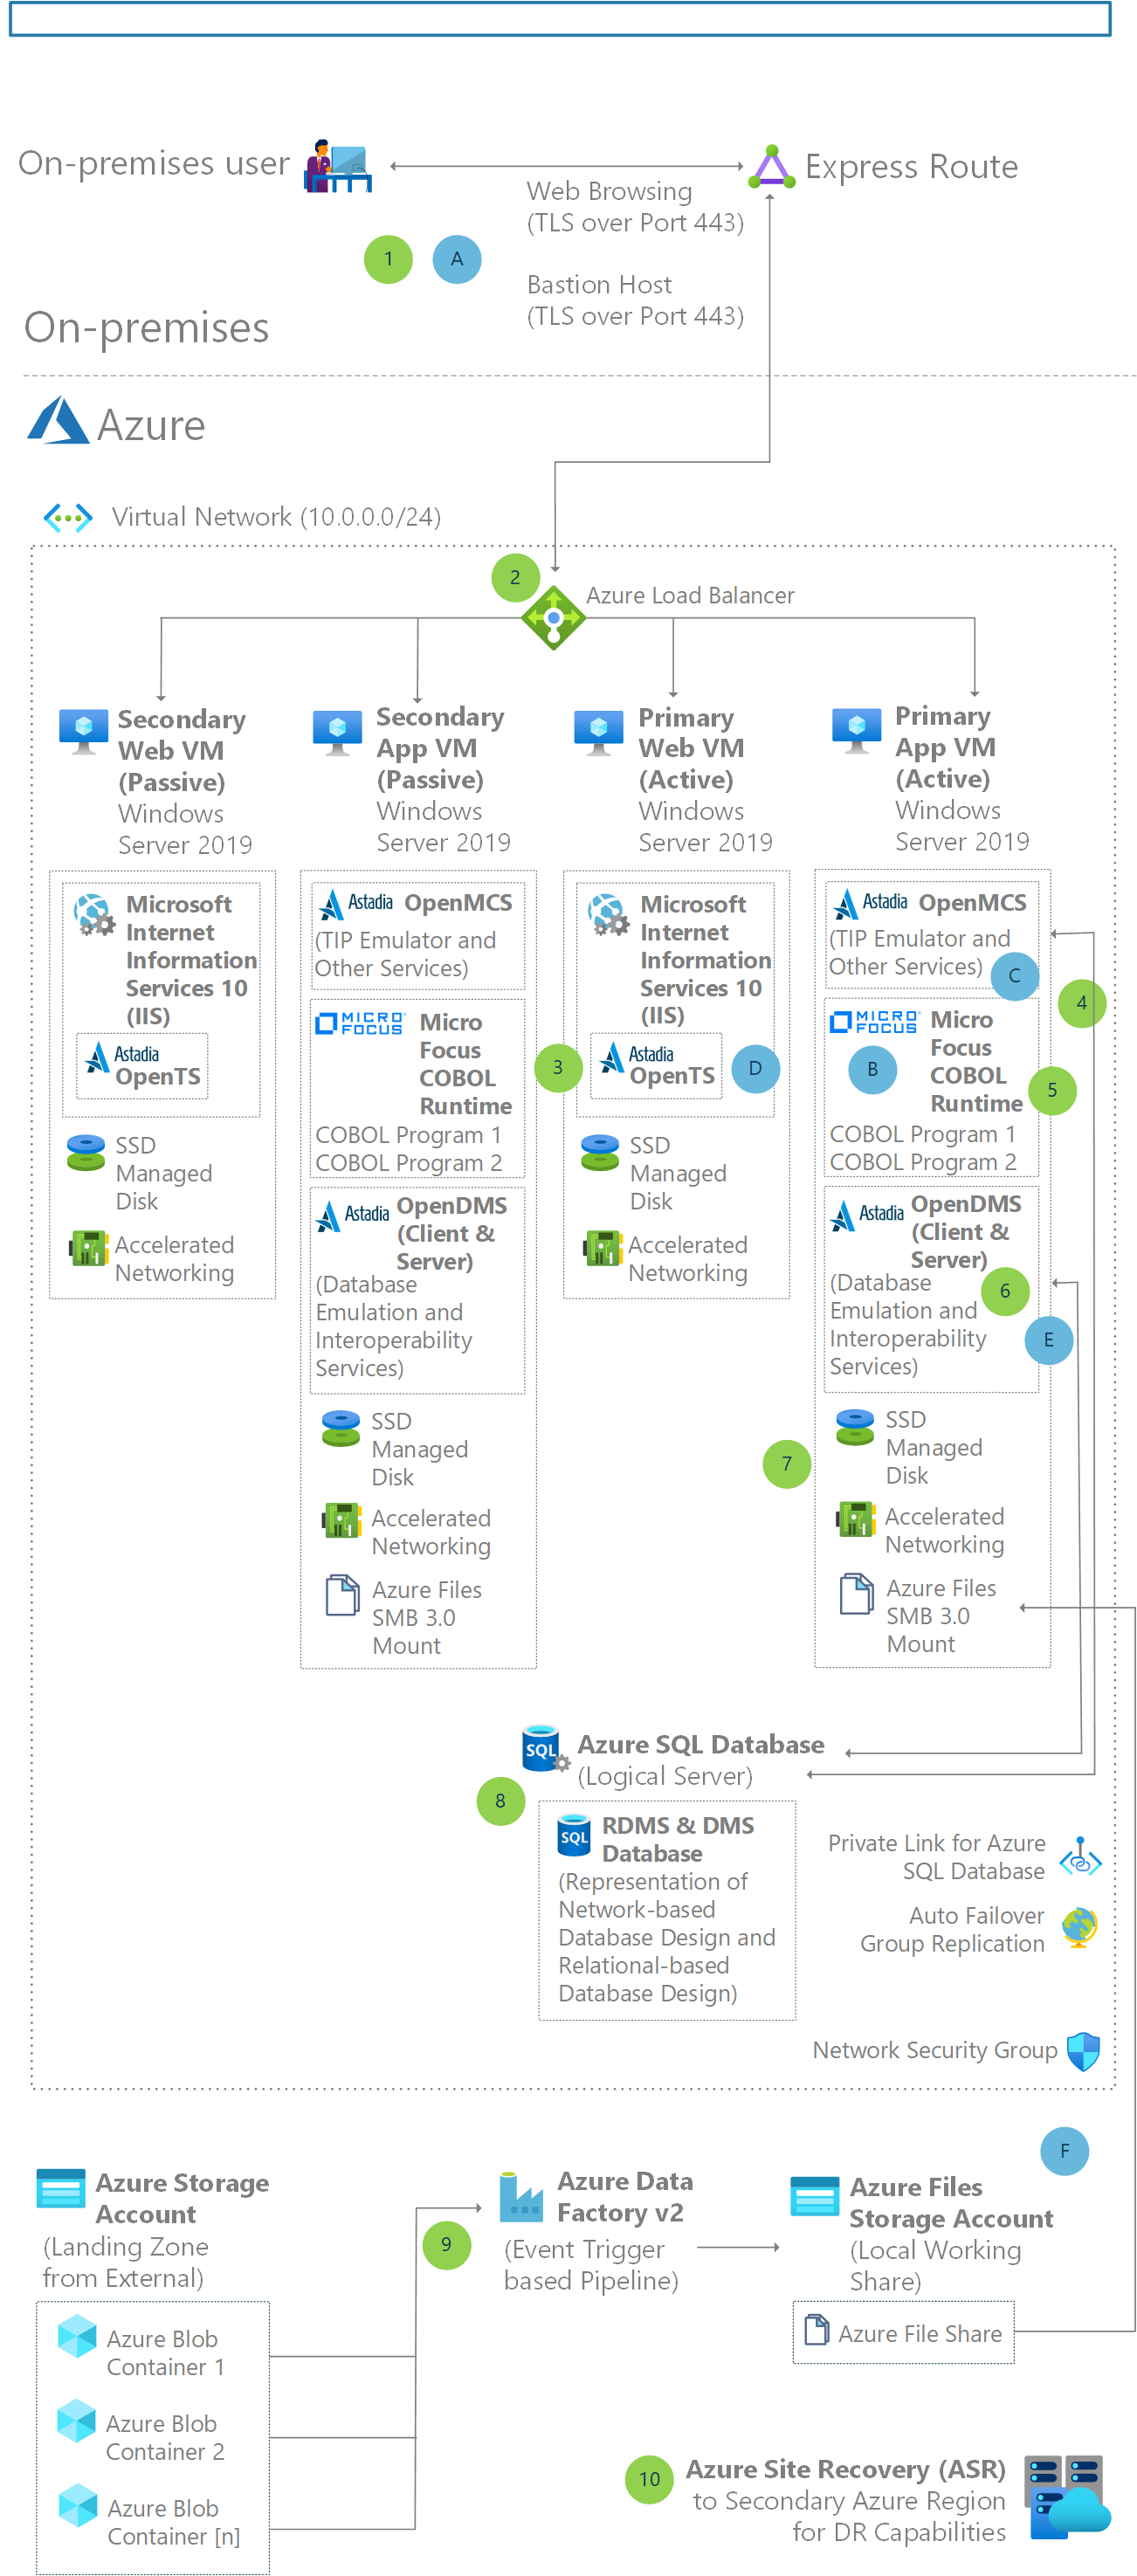 On-premises user
Express Route
Web Browsing
(TLS over Port 443)
1
A
Bastion Host
(TLS over Port 443)
On-premises
Azure
Virtual Network (10.0.0.0/24)
2
Azure Load Balancer
Secondary
Web VM
(Passive)
Windows
Server 2019
Microsoft
Internet
Information
Services 10
(IIS)
Astadia
OpenTS
SSD
Managed
Disk
Accelerated
Networking
Secondary
App VM
(Passive)
Windows
Server 2019
Astadia OpenMCS
(TIP Emulator and
Other Services)
MICRO
FOCUS
Micro
Focus
COBOL
Runtime
COBOL Program 1
COBOL Program 2
Astadia OpenDMS
(Client &
Server)
(Database
Emulation and
Interoperability
Services)
SSD
Managed
Disk
Accelerated
Networking
Azure Files
SMB 3.0
Mount
Primary
Web VM
(Active)
Windows
Server 2019
Microsoft
Internet
Information
Services 10
(IIS)
3
Astadia
OpenTS
D
SSD
Managed
Disk
Accelerated
Networking
Primary
App VM
(Active)
Windows
Server 2019
Astadia OpenMCS
(TIP Emulator and
Other Services)
C
4
MICRO
FOCUS
Micro
Focus
COBOL
Runtime
B
5
COBOL Program 1
COBOL Program 2
Astadia OpenDMS
(Client &
Server)
(Database
Emulation and
Interoperability
Services)
6
E
7
SSD
Managed
Disk
Accelerated
Networking
Azure Files
SMB 3.0
Mount
SQL
Azure SQL Database
(Logical Server)
8
SQL
RDMS & DMS
Database
(Representation of
Network-based
Database Design and
Relational-based
Database Design)
Private Link for Azure
SQL Database
Auto Failover
Group Replication
Network Security Group
F
Azure Storage
Account
(Landing Zone
from External)
9
Azure Blob
Container 1
Azure Blob
Container 2
Azure Blob
Container [n]
Azure Data
Factory v2
(Event Trigger
based Pipeline)
Azure Files
Storage Account
(Local Working
Share)
Azure File Share
10
Azure Site Recovery (ASR)
to Secondary Azure Region
for DR Capabilities